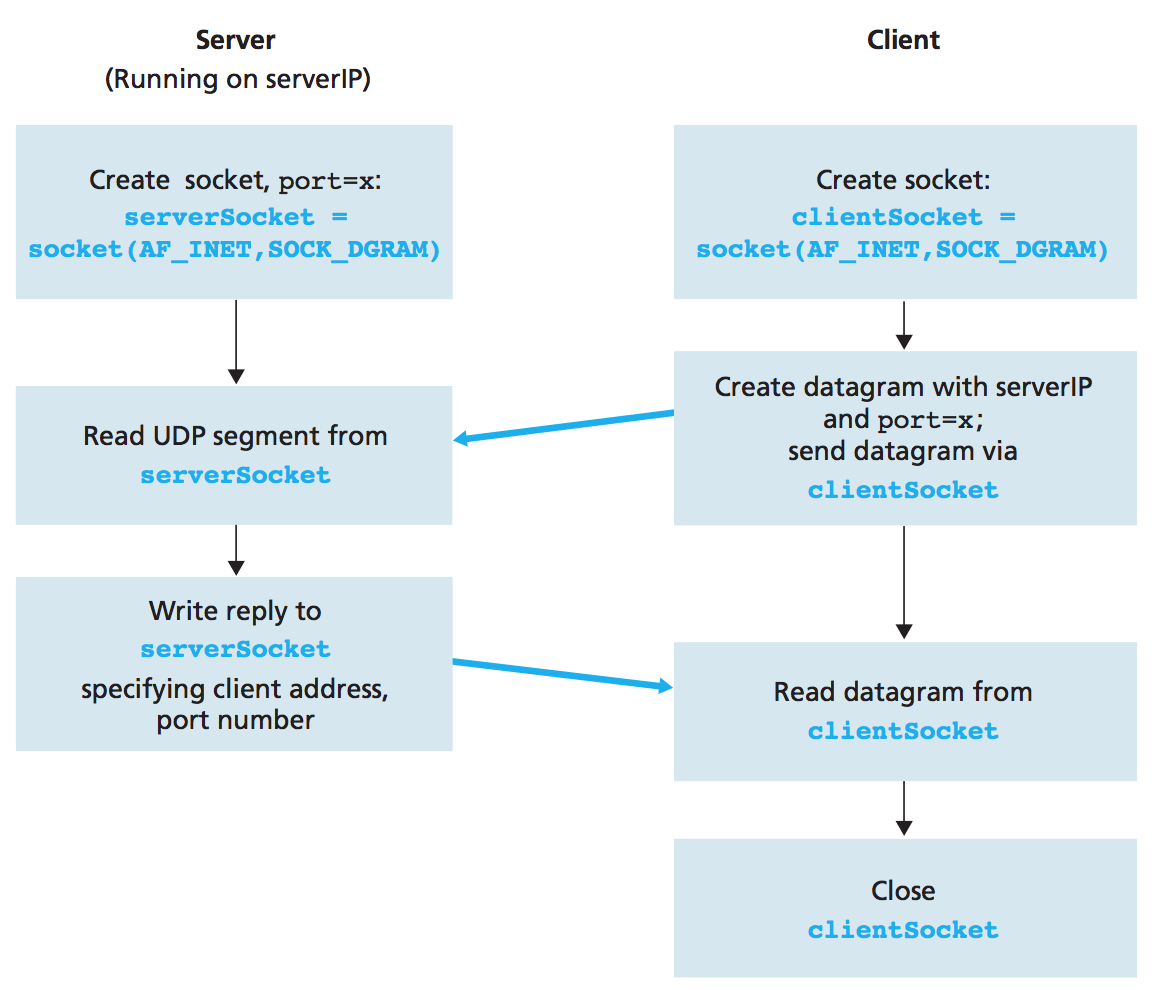 Server
(Running on serverIP)
Create socket, port=x:
serverSocket =
socket(AF_INET,SOCK_DGRAM)
Read UDP segment from
serverSocket
Write reply to
serverSocket
specifying client address,
port number
Client
Create socket:
clientSocket =
socket(AF_INET,SOCK_DGRAM)
Create datagram with serverIP
and port=x;
send datagram via
clientSocket
Read datagram from
clientSocket
Close
clientSocket